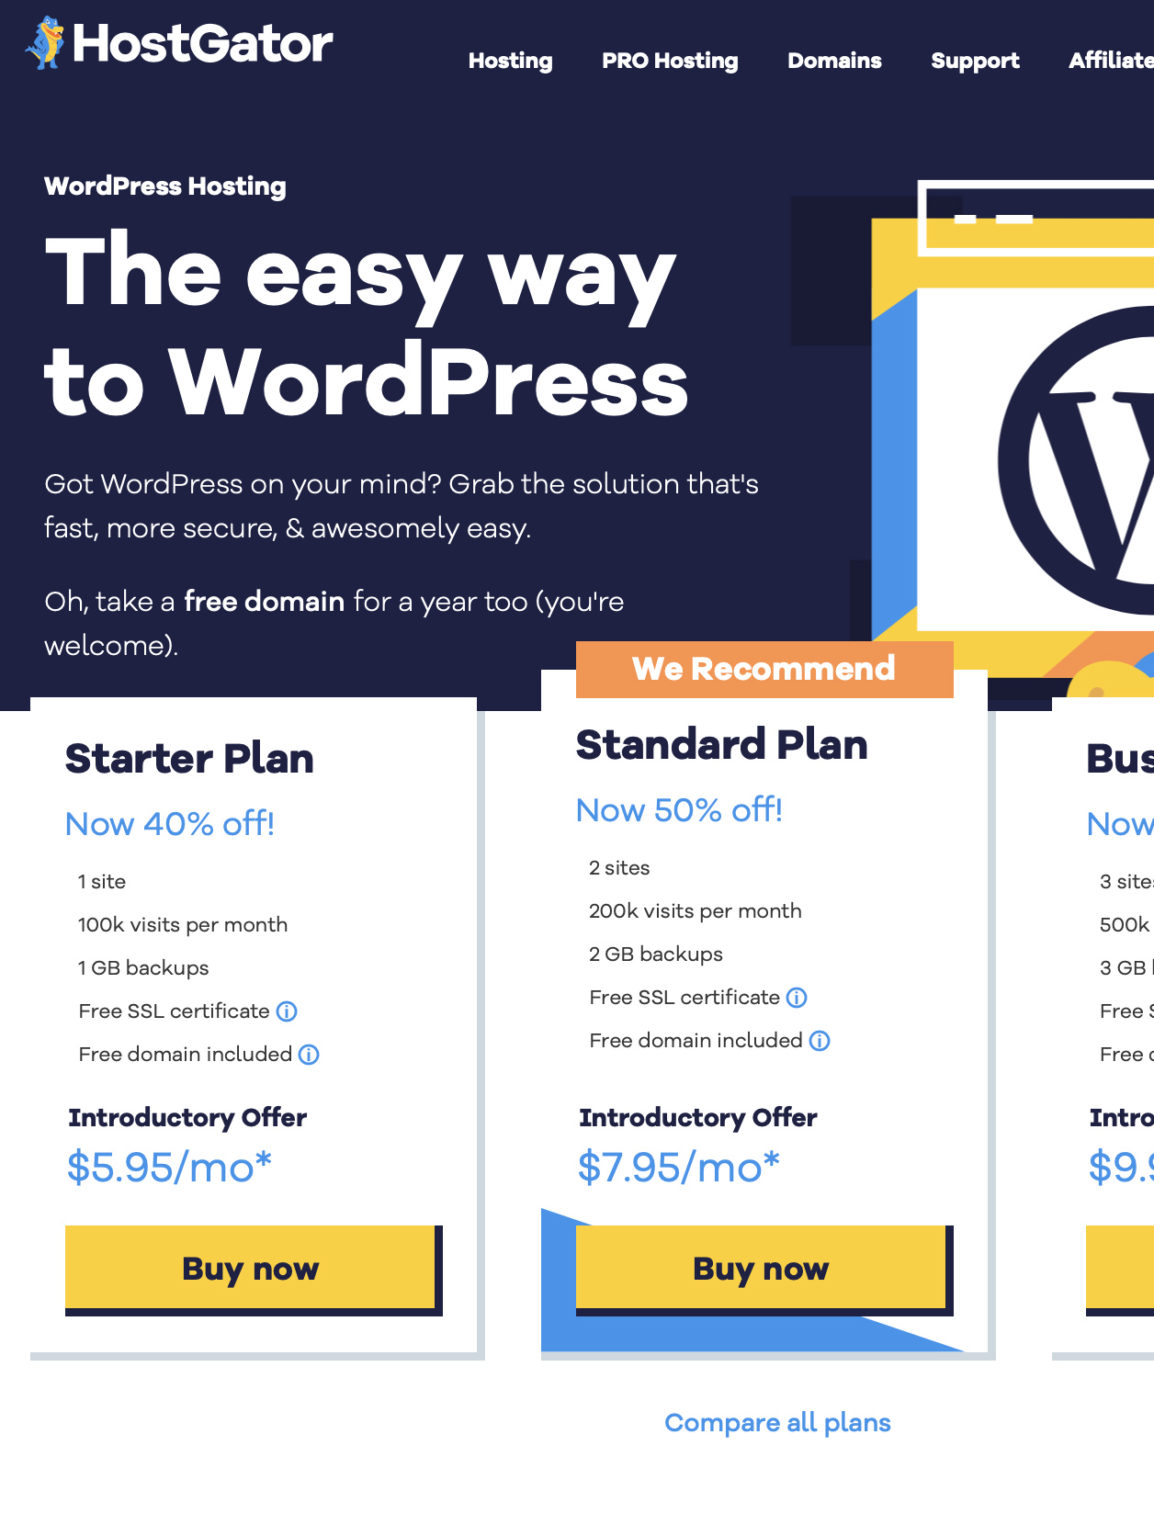 HostGator
Hosting
PRO Hosting
Domains
Support
Affiliate
WordPress Hosting
The easy way
to WordPress
Got WordPress on your mind? Grab the solution that's
fast, more secure, & awesomely easy.
Oh, take a free domain for a year too (you're
welcome).
Starter Plan
Now 40% off!
1 site
100k visits per month
1 GB backups
Free SSL certificate
Free domain included
Introductory Offer
$5.95/mo*
Buy now
We Recommend
Standard Plan
Now 50% off!
2 sites
200k visits per month
2 GB backups
Free SSL certificate
Free domain included
Introductory Offer
$7.95/mo*
Buy now
Bus
Now
3 sites
500k
3 GB
Free
Free
Intro
$9.9
Compare all plans